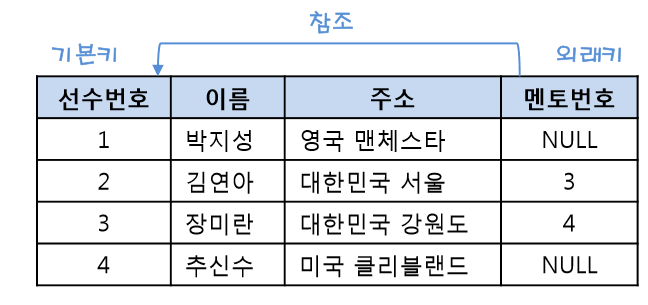 참조
기본키 외래키
선수번호 이름 주소 멘토번호
1 박지성 영국 맨체스타 NULL
2 김연아 대한민국 서울 3
3 장미란 대한민국 강원도 4
4 추신수 미국 클리블랜드 NULL